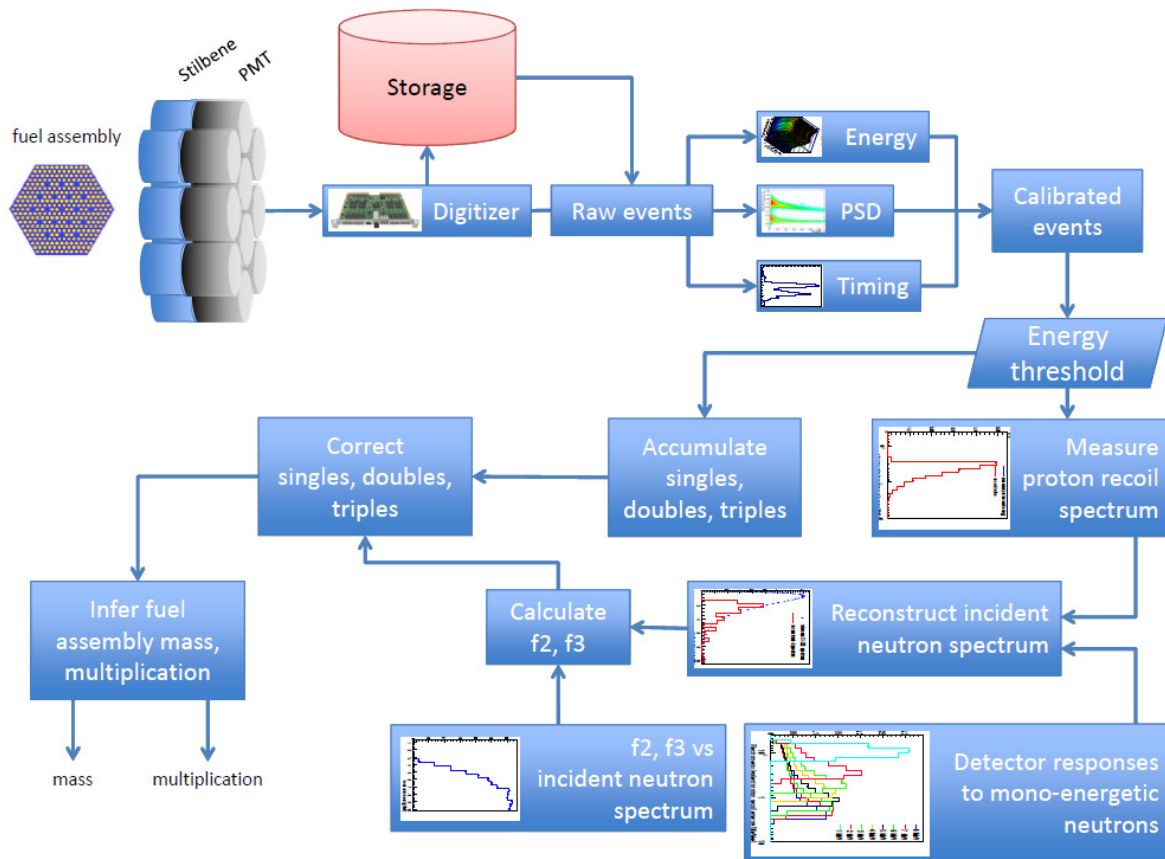 Stilbene
PMT
fuel assembly
Storage
Digitizer
Raw events
Energy
PSD
Timing
Calibrated
events
Energy
threshold
Correct
singles, doubles,
triples
Accumulate
singles,
doubles, triples
Measure
proton recoil
spectrum
Infer fuel
assembly mass,
multiplication
Calculate
f2, f3
Reconstruct incident
neutron spectrum
f2, f3 vs
incident neutron
spectrum
Detector responses
to mono-energetic
neutrons
mass
multiplication